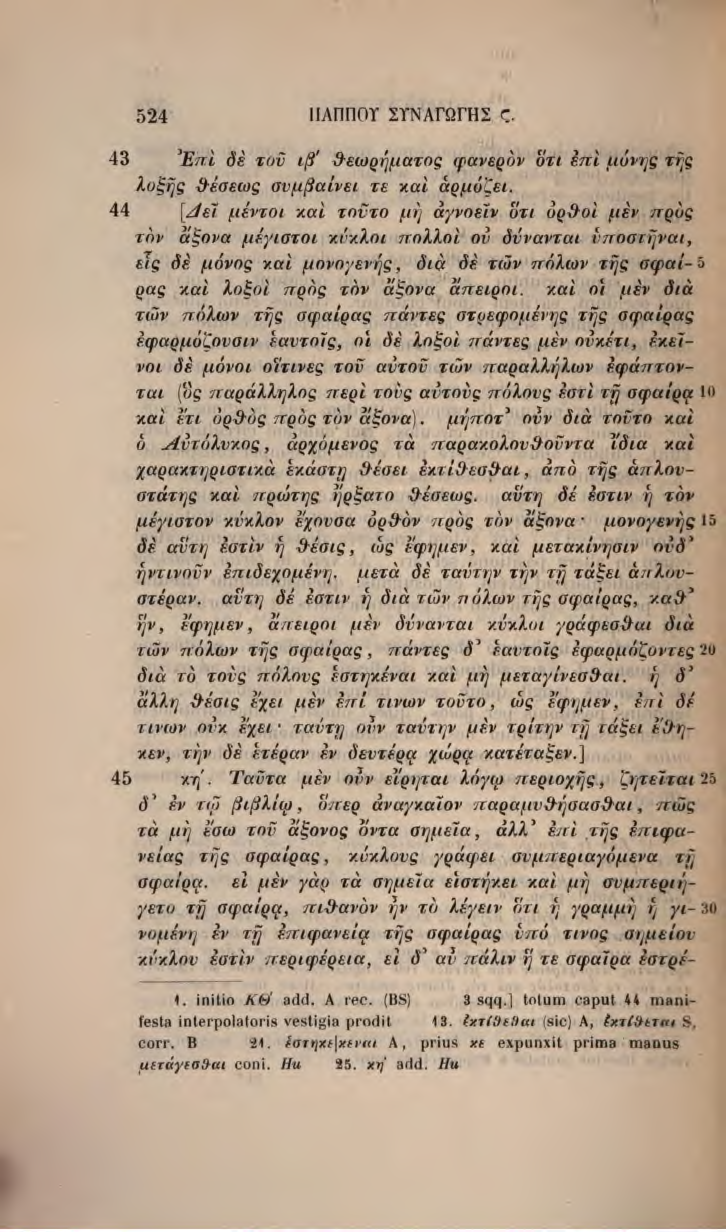 524 ΠΑΠΠΟΥ ΣΥΝΑΓΩΓΗΣ ϛ.
43 Ἐπὶ δὲ τοῦ ιβ' θεωρήματος φανερὸν ὅτι ἐπὶ μόνης τῆς
λοξῆς θέσεως συμβαίνει τε καὶ ἁρμόζει.
44 [Δεῖ μέντοι καὶ τοῦτο μὴ ἀγνοεῖν ὅτι ὀρθοὶ μὲν πρὸς
τὸν ἄξονα μέγιστοι κύκλοι πολλοὶ οὐ δύνανται ὑποστῆναι,
εἷς δὲ μόνος καὶ μονογενής, διὰ δὲ τῶν πόλων τῆς σφαί- 5
ρας καὶ λοξοὶ πρὸς τὸν ἄξονα ἄπειροι. καὶ οἱ μὲν διὰ
τῶν πόλων τῆς σφαίρας πάντες στρεφομένης τῆς σφαίρας
ἐφαρμόζουσιν ἑαυτοῖς, οἱ δὲ λοξοὶ πάντες μὲν οὐκέτι, ἐκεῖ-
νοι δὲ μόνοι οἵτινες τοῦ αὐτοῦ τῶν παραλλήλων ἐφάπτον-
ται (ὃς παράλληλος περὶ τοὺς αὐτοὺς πόλους ἐστὶ τῇ σφαίρᾳ 10
καὶ ἔτι ὀρθὸς πρὸς τὸν ἄξονα). μήποτ' οὖν διὰ τοῦτο καὶ
ὁ Αὐτόλυκος, ἀρχόμενος τὰ παρακολουθοῦντα ἴδια καὶ
χαρακτηριστικὰ ἑκάστῃ θέσει ἐκτίθεσθαι, ἀπὸ τῆς ἁπλου-
στάτης καὶ πρώτης ἤρξατο θέσεως. αὕτη δέ ἐστιν ἡ τὸν
μέγιστον κύκλον ἔχουσα ὀρθὸν πρὸς τὸν ἄξονα· μονογενὴς 15
δὲ αὕτη ἐστὶν ἡ θέσις, ὡς ἔφημεν, καὶ μετακίνησιν οὐδ'
ἡντινοῦν ἐπιδεχομένη. μετὰ δὲ ταύτην τὴν τῇ τάξει ἁπλου-
στέραν. αὕτη δέ ἐστιν ἡ διὰ τῶν πόλων τῆς σφαίρας, καθ'
ἥν, ἔφημεν, ἄπειροι μὲν δύνανται κύκλοι γράφεσθαι διὰ
τῶν πόλων τῆς σφαίρας, πάντες δ' ἑαυτοῖς ἐφαρμόζοντες 20
διὰ τὸ τοὺς πόλους ἑστηκέναι καὶ μὴ μεταγίνεσθαι. ἡ δ'
ἄλλη θέσις ἔχει μὲν ἐπί τινων τοῦτο, ὡς ἔφημεν, ἐπὶ δέ
τινων οὐκ ἔχει· ταύτῃ οὖν ταύτην μὲν τρίτην τῇ τάξει ἔθη-
κεν, τὴν δὲ ἑτέραν ἐν δευτέρᾳ χώρᾳ κατέταξεν.]
45 κη'. Ταῦτα μὲν οὖν εἴρηται λόγῳ περιοχῆς, ζητεῖται 25
δ' ἐν τῷ βιβλίῳ, ὅπερ ἀναγκαῖον παραμυθήσασθαι, πῶς
τὰ μὴ ἔσω τοῦ ἄξονος ὄντα σημεῖα, ἀλλ' ἐπὶ τῆς ἐπιφα-
νείας τῆς σφαίρας, κύκλους γράφει συμπεριαγόμενα τῇ
σφαίρᾳ. εἰ μὲν γὰρ τὰ σημεῖα εἱστήκει καὶ μὴ συμπεριή-
γετο τῇ σφαίρᾳ, πιθανὸν ἦν τὸ λέγειν ὅτι ἡ γραμμὴ ἡ γι- 30
νομένη ἐν τῇ ἐπιφανείᾳ τῆς σφαίρας ὑπό τινος σημείου
κύκλου ἐστὶν περιφέρεια, εἰ δ' αὖ πάλιν ἥ τε σφαῖρα ἐστρέ-
1. initio ΚΘ' add. A rec. (BS) 3 sqq.] totum caput 44 mani-
festa interpolatoris vestigia prodit 13. ἐκτίθεθαι (sic) A, ἐκτίθεται S,
corr. B 21. ἑστηκε|κεναι A, prius κε expunxit prima manus
μετάγεσθαι coni. Hu 25. κη' add. Hu